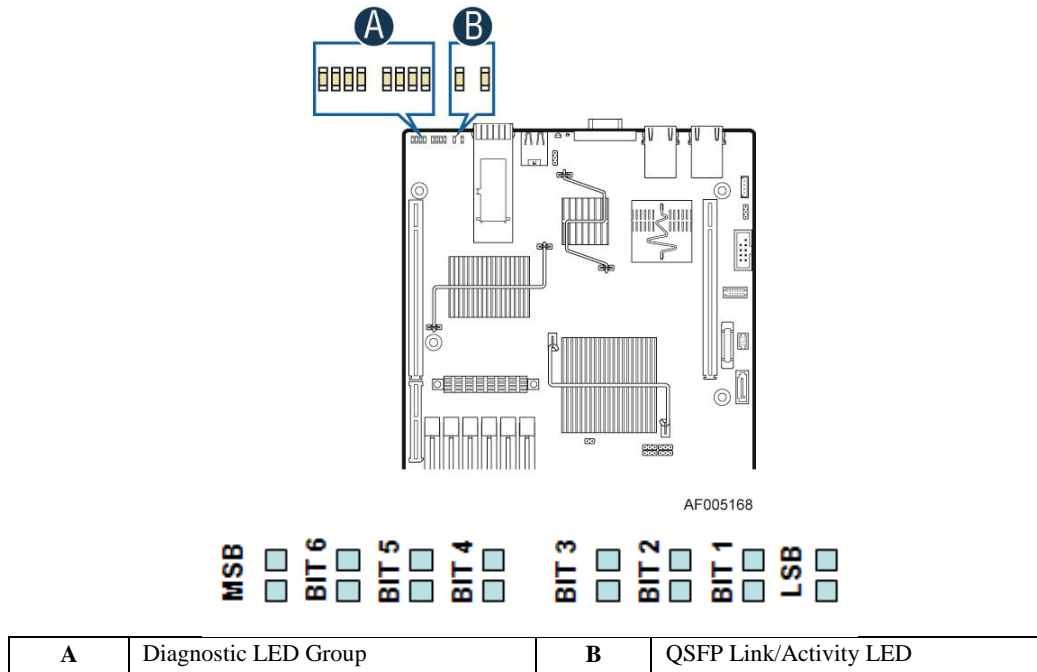 A B
AF005168
MSB BIT 6 BIT 5 BIT 4 BIT 3 BIT 2 BIT 1 LSB
A Diagnostic LED Group B QSFP Link/Activity LED